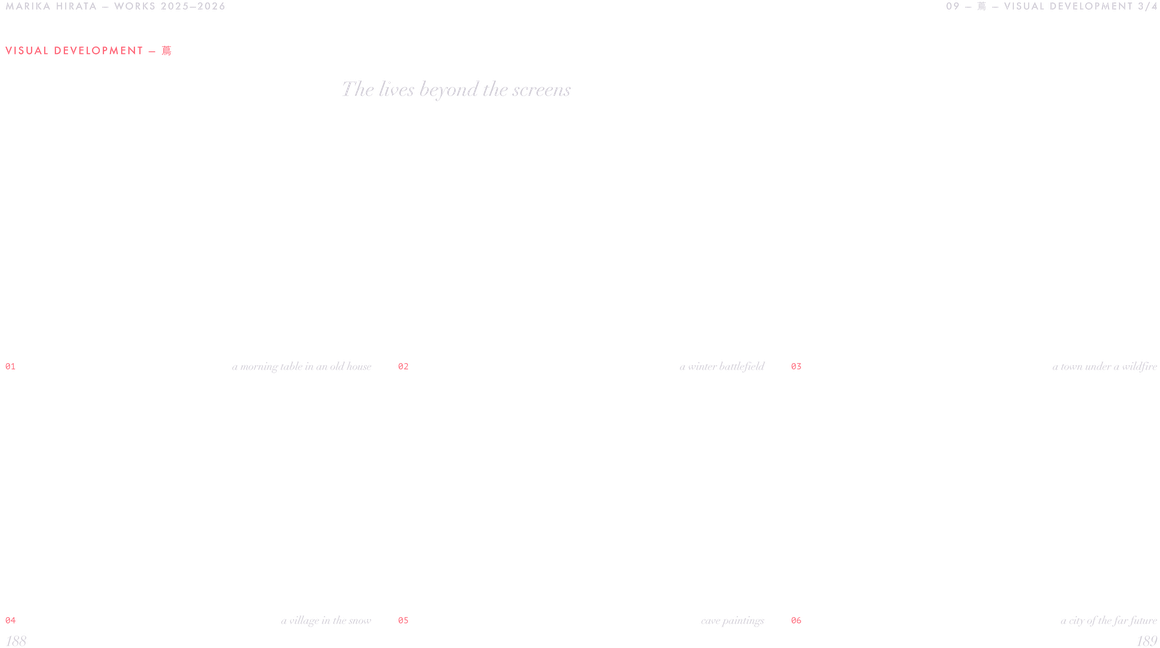 MARIKA HIRATA — WORKS 2025—2026
09 — 蔦 — VISUAL DEVELOPMENT 3/4
VISUAL DEVELOPMENT — 蔦
The lives beyond the screens
01 a morning table in an old house
02 a winter battlefield
03 a town under a wildfire
04 a village in the snow
05 cave paintings
06 a city of the far future
188
189